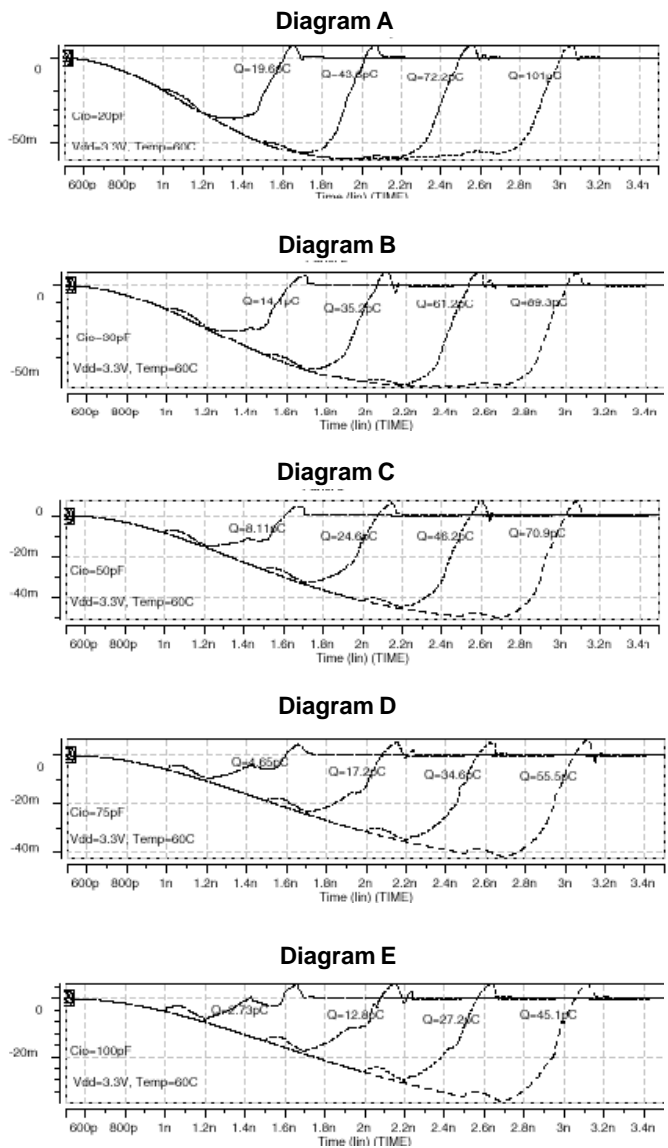 Diagram A
0
Q=19.6pC
Q=43.6pC
Q=72.2pC
Q=101pC
Cio=20pF
-50m
Vdd=3.3V, Temp=60C
600p 800p 1n 1.2n 1.4n 1.6n 1.8n 2n 2.2n 2.4n 2.6n 2.8n 3n 3.2n 3.4n
Time (lin) (TIME)
Diagram B
0
Q=14.1pC
Q=35.2pC
Q=61.2pC
Q=89.3pC
Cio=30pF
Vdd=3.3V, Temp=60C
-50m
600p 800p 1n 1.2n 1.4n 1.6n 1.8n 2n 2.2n 2.4n 2.6n 2.8n 3n 3.2n 3.4n
Time (lin) (TIME)
Diagram C
0
Q=8.11pC
Q=24.6pC
Q=46.2pC
Q=70.9pC
-20m
Cio=50pF
-40m
Vdd=3.3V, Temp=60C
600p 800p 1n 1.2n 1.4n 1.6n 1.8n 2n 2.2n 2.4n 2.6n 2.8n 3n 3.2n 3.4n
Time (lin) (TIME)
Diagram D
0
Q=4.65pC
Q=17.2pC
Q=34.6pC
Q=55.5pC
-20m
Cio=75pF
Vdd=3.3V, Temp=60C
-40m
600p 800p 1n 1.2n 1.4n 1.6n 1.8n 2n 2.2n 2.4n 2.6n 2.8n 3n 3.2n 3.4n
Time (lin) (TIME)
Diagram E
0
Q=2.73pC
Q=12.8pC
Q=27.2pC
Q=45.1pC
-20m
Cio=100pF
Vdd=3.3V, Temp=60C
600p 800p 1n 1.2n 1.4n 1.6n 1.8n 2n 2.2n 2.4n 2.6n 2.8n 3n 3.2n 3.4n
Time (lin) (TIME)